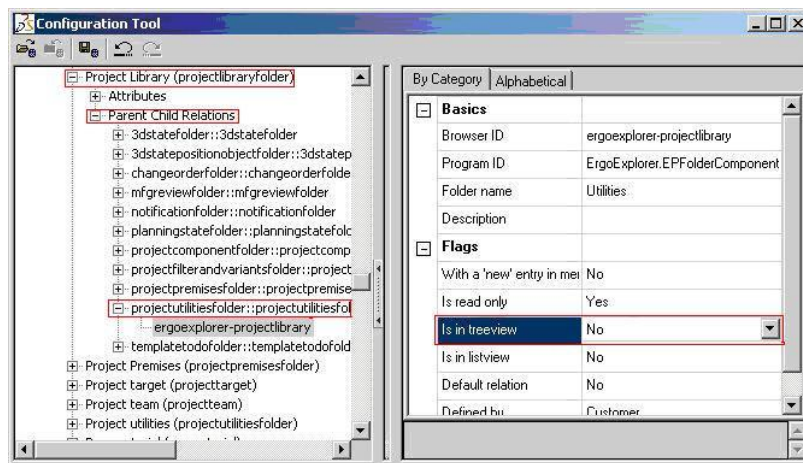 Configuration Tool
Project Library (projectlibraryfolder)
Attributes
Parent Child Relations
3dstatefolder::3dstatefolder
3dstatepositionobjectfolder::3dstatep
changeorderfolder::changeorderfolde
mfgreviewfolder::mfgreviewfolder
notificationfolder::notificationfolder
planningstatefolder::planningstatefolc
projectcomponentfolder::projectcomp
projectfilterandvariantsfolder::project
projectpremisesfolder::projectpremise
projectutilitiesfolder::projectutilitiesfol
ergoexplorer-projectlibrary
templatetodofolder::templatetodofold
Project Premises (projectpremisesfolder)
Project target (projecttarget)
Project team (projectteam)
Project utilities (projectutilitiesfolder)
By Category Alphabetical
Basics
Browser ID ergoexplorer-projectlibrary
Program ID ErgoExplorer.EPFolderComponent
Folder name Utilities
Description
Flags
With a 'new' entry in mei No
Is read only Yes
Is in treeview No
Is in listview No
Default relation No
Defined by Customer